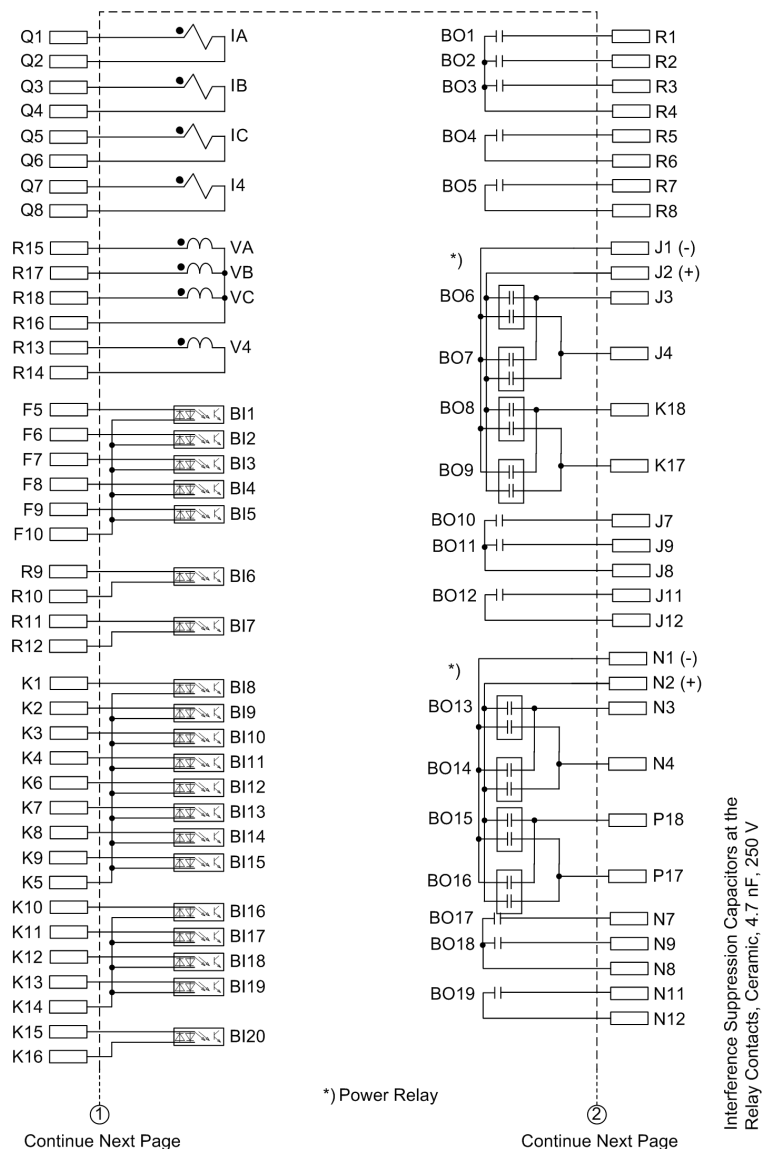 Q1
IA
Q2
Q3
IB
Q4
Q5
IC
Q6
Q7
I4
Q8
R15
VA
R17
VB
R18
VC
R16
R13
V4
R14
F5
BI1
F6
BI2
F7
BI3
F8
BI4
F9
BI5
F10
R9
BI6
R10
R11
BI7
R12
K1
BI8
K2
BI9
K3
BI10
K4
BI11
K6
BI12
K7
BI13
K8
BI14
K9
BI15
K5
K10
BI16
K11
BI17
K12
BI18
K13
BI19
K14
K15
BI20
K16
1
Continue Next Page
*) Power Relay
BO1
R1
BO2
R2
BO3
R3
R4
BO4
R5
R6
BO5
R7
R8
*)
J1 (-)
J2 (+)
BO6
J3
BO7
J4
BO8
K18
BO9
K17
BO10
J7
BO11
J9
J8
BO12
J11
J12
*)
N1 (-)
N2 (+)
BO13
N3
BO14
N4
BO15
P18
BO16
P17
BO17
N7
BO18
N9
N8
BO19
N11
N12
2
Continue Next Page
Interference Suppression Capacitors at the
Relay Contacts, Ceramic, 4.7 nF, 250 V